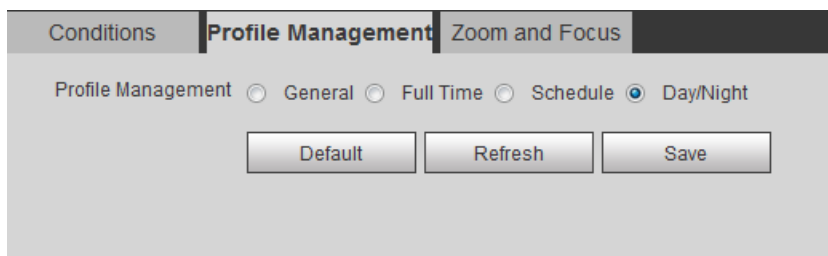 Conditions Profile Management Zoom and Focus
Profile Management General Full Time Schedule Day/Night
Default Refresh Save